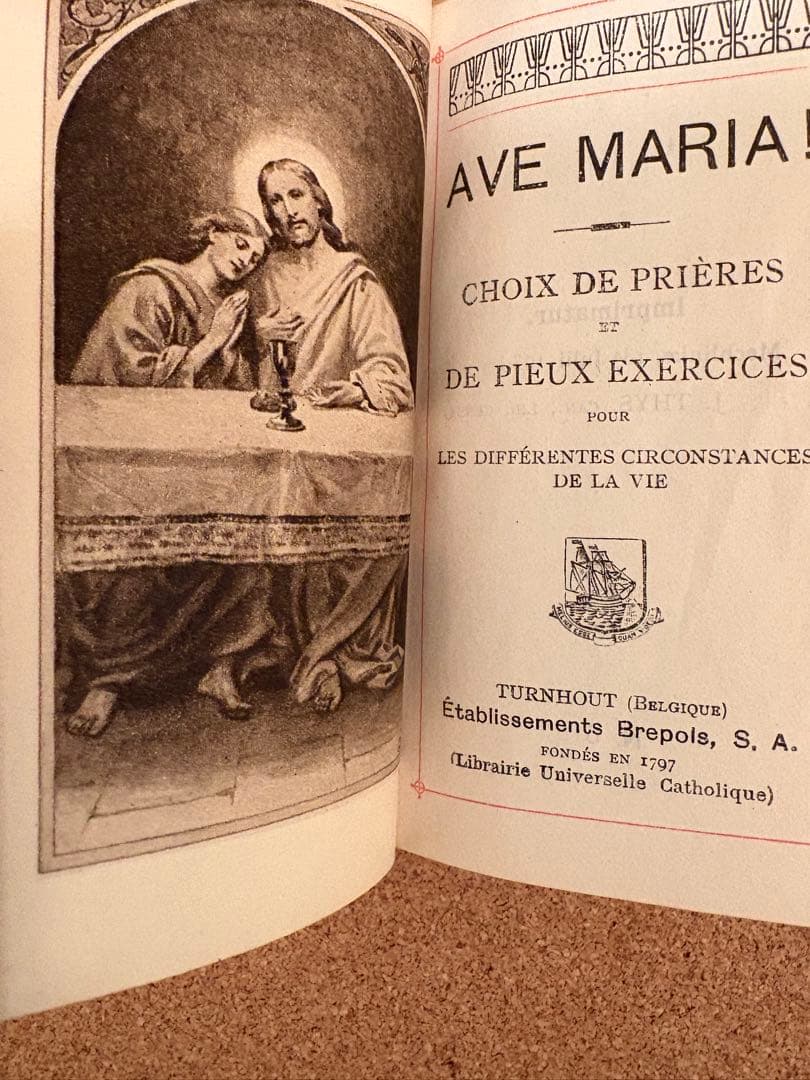 AVE MARIA!
CHOIX DE PRIÈRES
ET
DE PIEUX EXERCICES
POUR
LES DIFFÉRENTES CIRCONSTANCES
DE LA VIE
QUAM
TURNHOUT (BELGIQUE)
Établissements Brepols, S. A.
FONDÉS EN 1797
(Librairie Universelle Catholique)